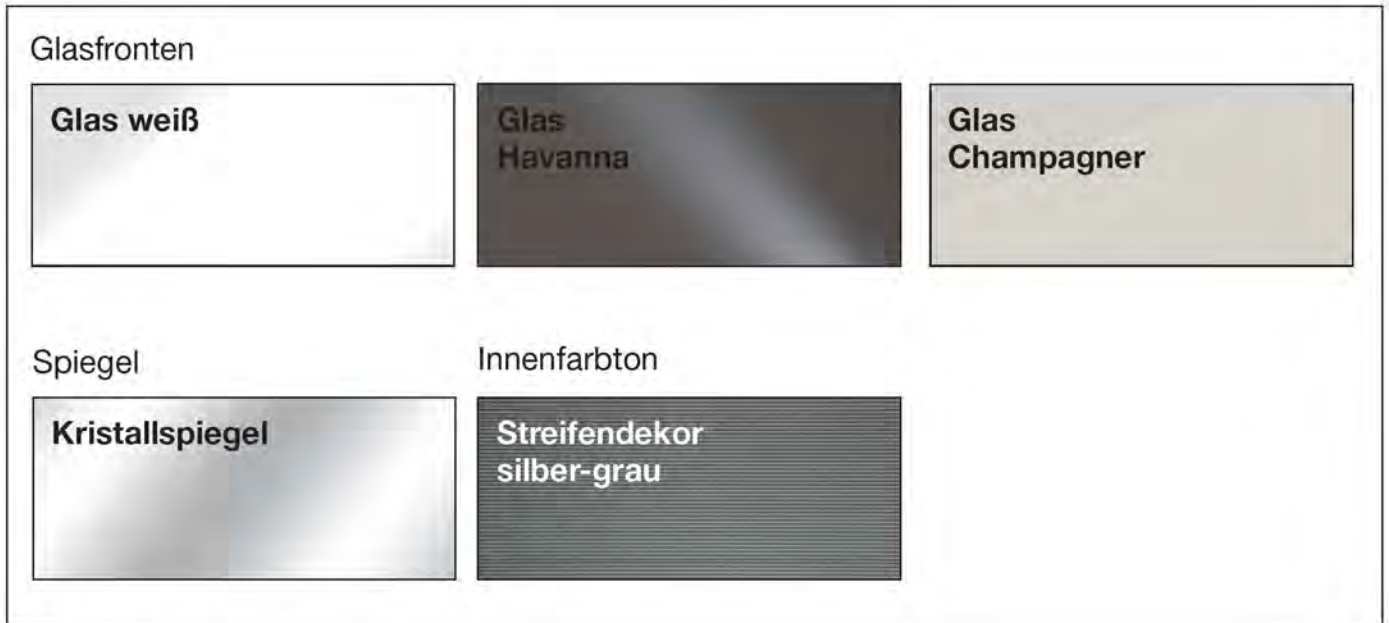 Glasfronten
Glas weiß
Glas
Havanna
Glas
Champagner
Spiegel
Innenfarbton
Kristallspiegel
Streifendekor
silber-grau